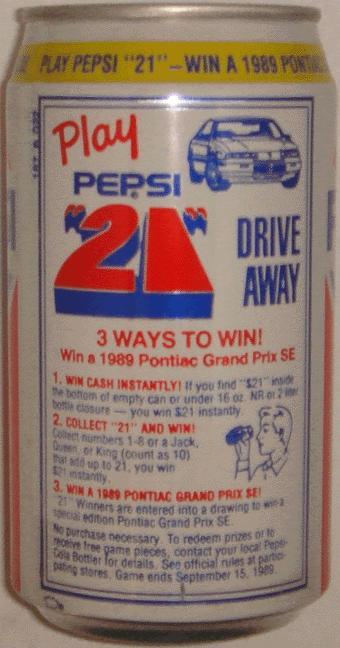 PLAY PEPSI "21" - WIN A 1989 PONTIAC
Play
PEPSI
"21"
DRIVE
AWAY
3 WAYS TO WIN!
Win a 1989 Pontiac Grand Prix SE
1. WIN CASH INSTANTLY! If you find "$21" inside
the bottom of empty can or under 16 oz. NR or 2 liter
bottle closure — you win $21 instantly.
2. COLLECT "21" AND WIN!
Collect numbers 1-8 or a Jack,
Queen, or King (count as 10)
that add up to 21, you win
$21 instantly.
3. WIN A 1989 PONTIAC GRAND PRIX SE!
"21" Winners are entered into a drawing to win a
special edition Pontiac Grand Prix SE.
No purchase necessary. To redeem prizes or to
receive free game pieces, contact your local Pepsi-
Cola Bottler for details. See official rules at partici-
pating stores. Game ends September 15, 1989.